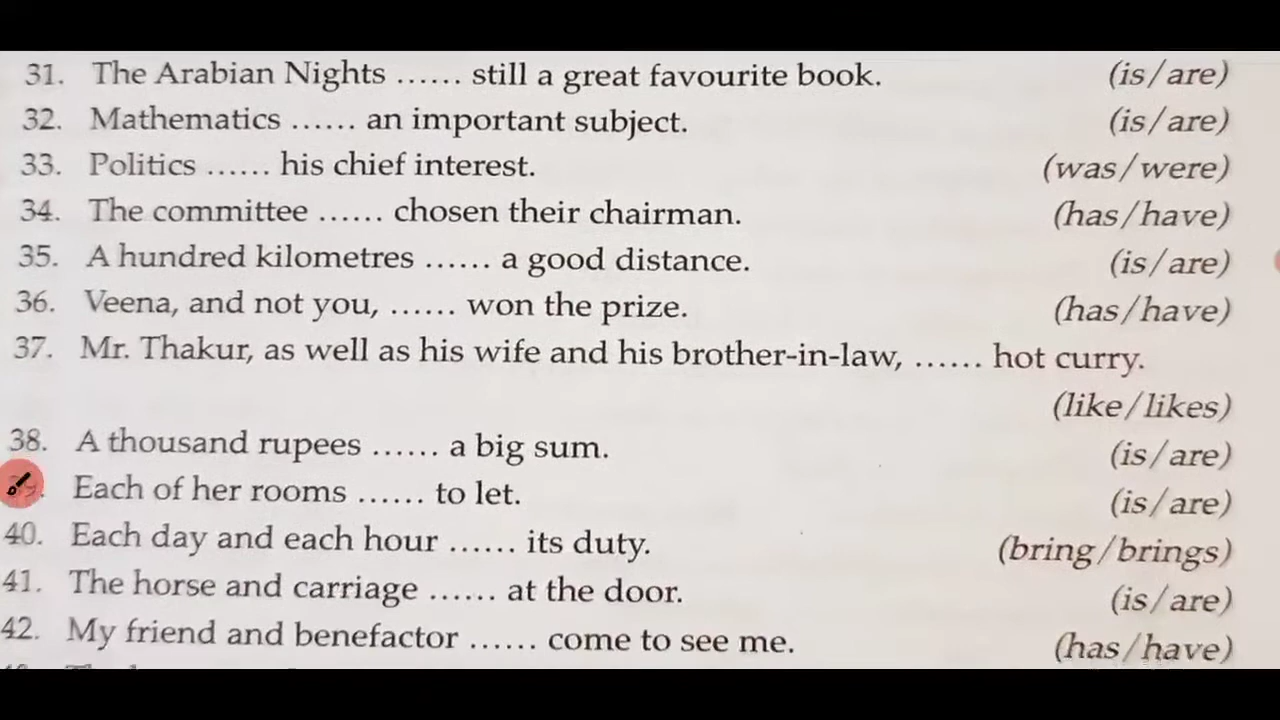 31. The Arabian Nights ...... still a great favourite book. (is/are)
32. Mathematics ...... an important subject. (is/are)
33. Politics ...... his chief interest. (was/were)
34. The committee ...... chosen their chairman. (has/have)
35. A hundred kilometres ...... a good distance. (is/are)
36. Veena, and not you, ...... won the prize. (has/have)
37. Mr. Thakur, as well as his wife and his brother-in-law, ...... hot curry.
(like/likes)
38. A thousand rupees ...... a big sum. (is/are)
Each of her rooms ...... to let. (is/are)
40. Each day and each hour ...... its duty. (bring/brings)
41. The horse and carriage ...... at the door. (is/are)
42. My friend and benefactor ...... come to see me. (has/have)